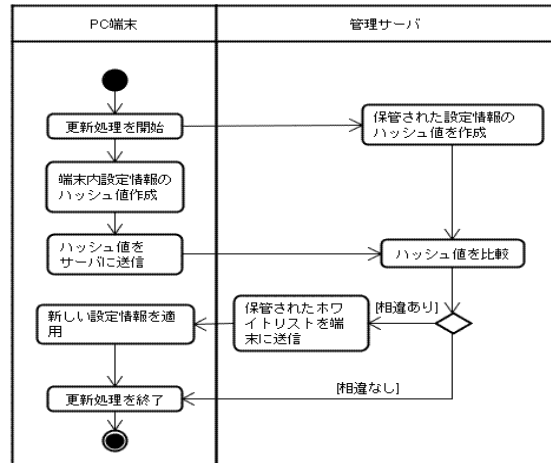 PC端末
管理サーバ
更新処理を開始
保管された設定情報の
ハッシュ値を作成
端末内設定情報の
ハッシュ値作成
ハッシュ値を
サーバに送信
ハッシュ値を比較
新しい設定情報を適
用
保管されたホワ
イトリストを端
末に送信
[相違あり]
[相違なし]
更新処理を終了